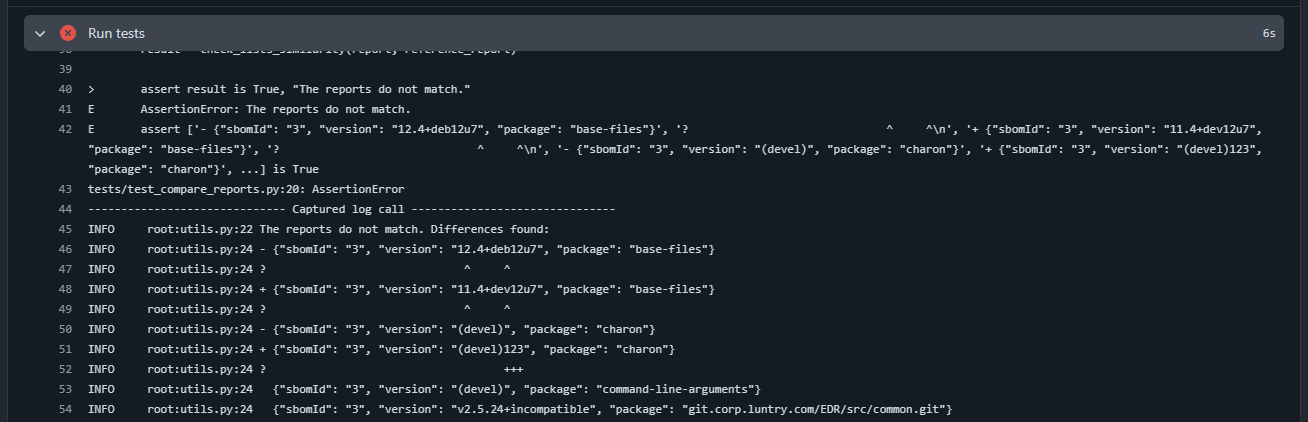 Run tests 6s
38 result = check_lists_similarity(report, reference_report)
39
40 > assert result is True, "The reports do not match."
41 E AssertionError: The reports do not match.
42 E assert ['- {"sbomId": "3", "version": "12.4+deb12u7", "package": "base-files"}', '? ^ ^\n', '+ {"sbomId": "3", "version": "11.4+dev12u7",
"package": "base-files"}', '? ^ ^\n', '- {"sbomId": "3", "version": "(devel)", "package": "charon"}', '+ {"sbomId": "3", "version": "(devel)123",
"package": "charon"}', ...] is True
43 tests/test_compare_reports.py:20: AssertionError
44 ------------------------------ Captured log call -------------------------------
45 INFO root:utils.py:22 The reports do not match. Differences found:
46 INFO root:utils.py:24 - {"sbomId": "3", "version": "12.4+deb12u7", "package": "base-files"}
47 INFO root:utils.py:24 ? ^ ^
48 INFO root:utils.py:24 + {"sbomId": "3", "version": "11.4+dev12u7", "package": "base-files"}
49 INFO root:utils.py:24 ? ^ ^
50 INFO root:utils.py:24 - {"sbomId": "3", "version": "(devel)", "package": "charon"}
51 INFO root:utils.py:24 + {"sbomId": "3", "version": "(devel)123", "package": "charon"}
52 INFO root:utils.py:24 ? +++
53 INFO root:utils.py:24 {"sbomId": "3", "version": "(devel)", "package": "command-line-arguments"}
54 INFO root:utils.py:24 {"sbomId": "3", "version": "v2.5.24+incompatible", "package": "git.corp.luntry.com/EDR/src/common.git"}